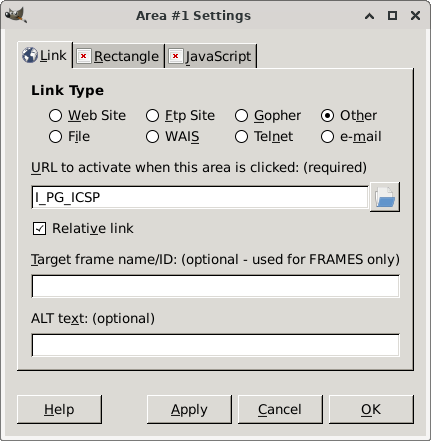 Area #1 Settings
Link Rectangle JavaScript
Link Type
Web Site Ftp Site Gopher Other
File WAIS Telnet e-mail
URL to activate when this area is clicked: (required)
I_PG_ICSP
Relative link
Target frame name/ID: (optional - used for FRAMES only)
ALT text: (optional)
Help Apply Cancel OK